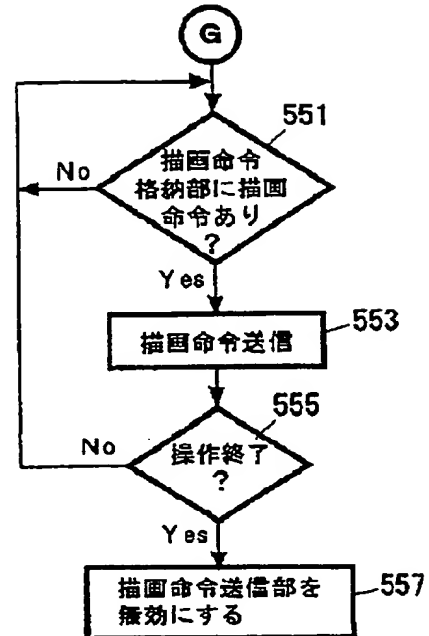 G
551
描画命令
格納部に描画
命令あり
?
No
Yes
描画命令送信
553
555
操作終了
?
No
Yes
描画命令送信部を
無効にする
557